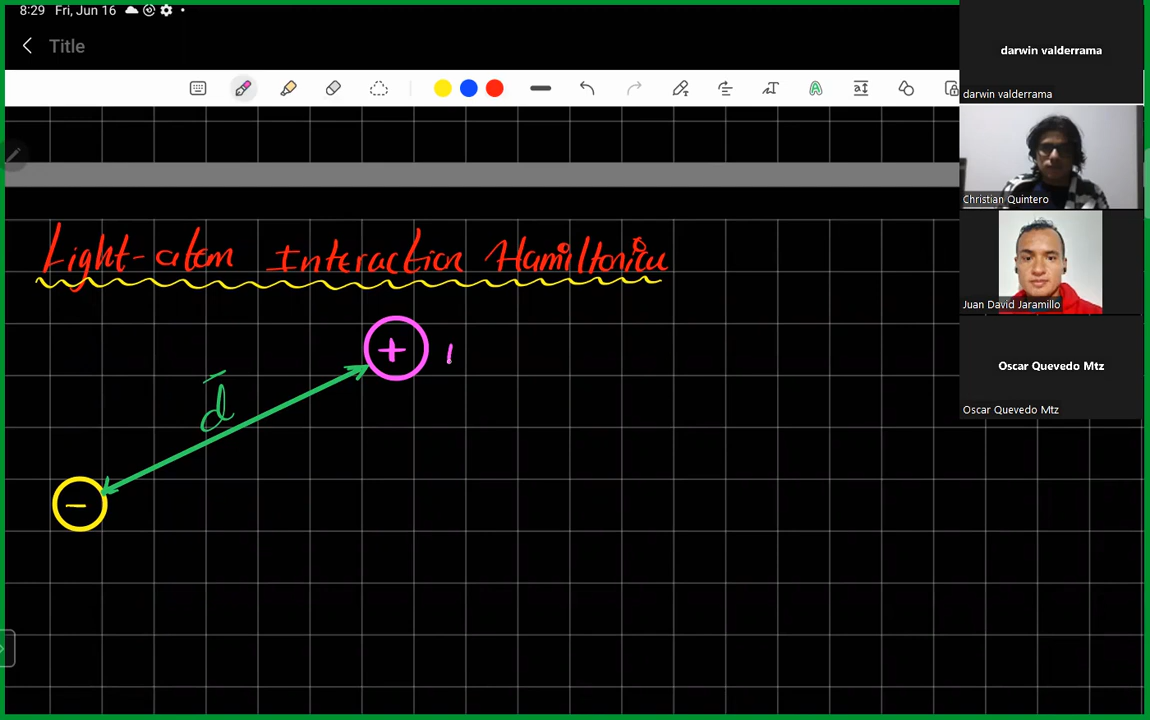 8:29 Fri, Jun 16
Title
darwin valderrama
darwin valderrama
Christian Quintero
Juan David Jaramillo
Oscar Quevedo Mtz
Oscar Quevedo Mtz
Light-atom Interaction Hamiltonian
+
d̄
−